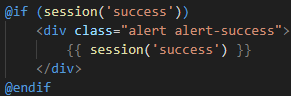 @if (session('success'))
    <div class="alert alert-success">
        {{ session('success') }}
    </div>
@endif